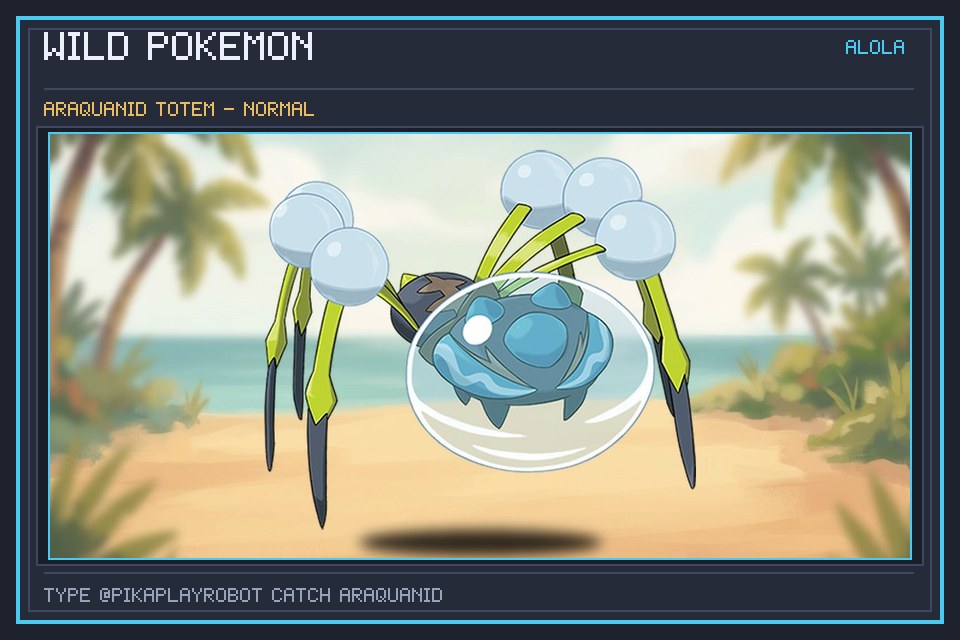 WILD POKEMON
ALOLA
ARAQUANID TOTEM - NORMAL
TYPE @PIKAPLAYROBOT CATCH ARAQUANID